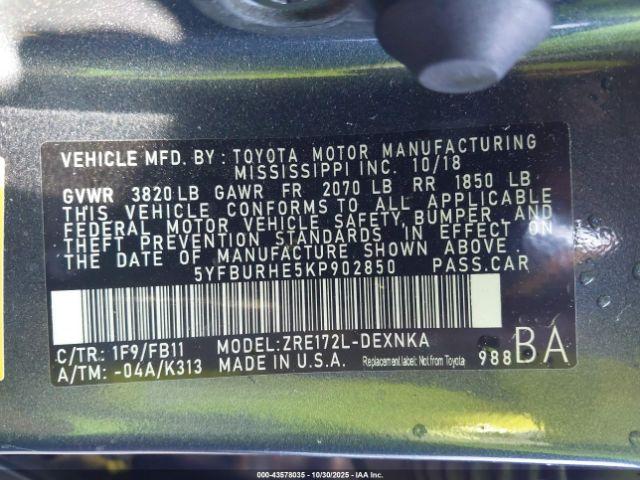 VEHICLE MFD. BY : TOYOTA MOTOR MANUFACTURING
MISSISSIPPI INC. 10/18
GVWR 3820 LB GAWR FR 2070 LB RR 1850 LB
THIS VEHICLE CONFORMS TO ALL APPLICABLE
FEDERAL MOTOR VEHICLE SAFETY, BUMPER, AND
THEFT PREVENTION STANDARDS IN EFFECT ON
THE DATE OF MANUFACTURE SHOWN ABOVE.
5YFBURHE5KP902850 PASS.CAR
C/TR: 1F9/FB11 MODEL:ZRE172L-DEXNKA
A/TM: -04A/K313 MADE IN U.S.A.
Replacement label: Not from Toyota
988 BA
000-43578035 - 10/30/2025 - IAA Inc.